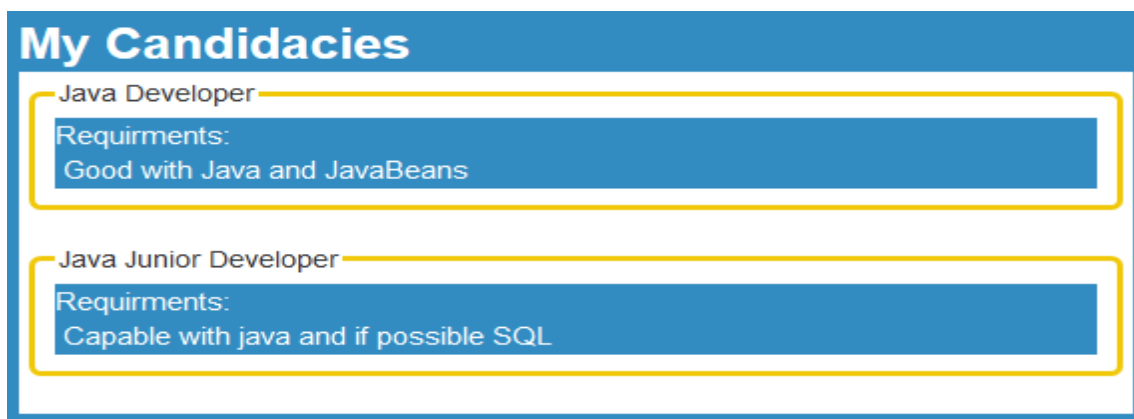 My Candidacies
Java Developer
Requirments:
Good with Java and JavaBeans
Java Junior Developer
Requirments:
Capable with java and if possible SQL